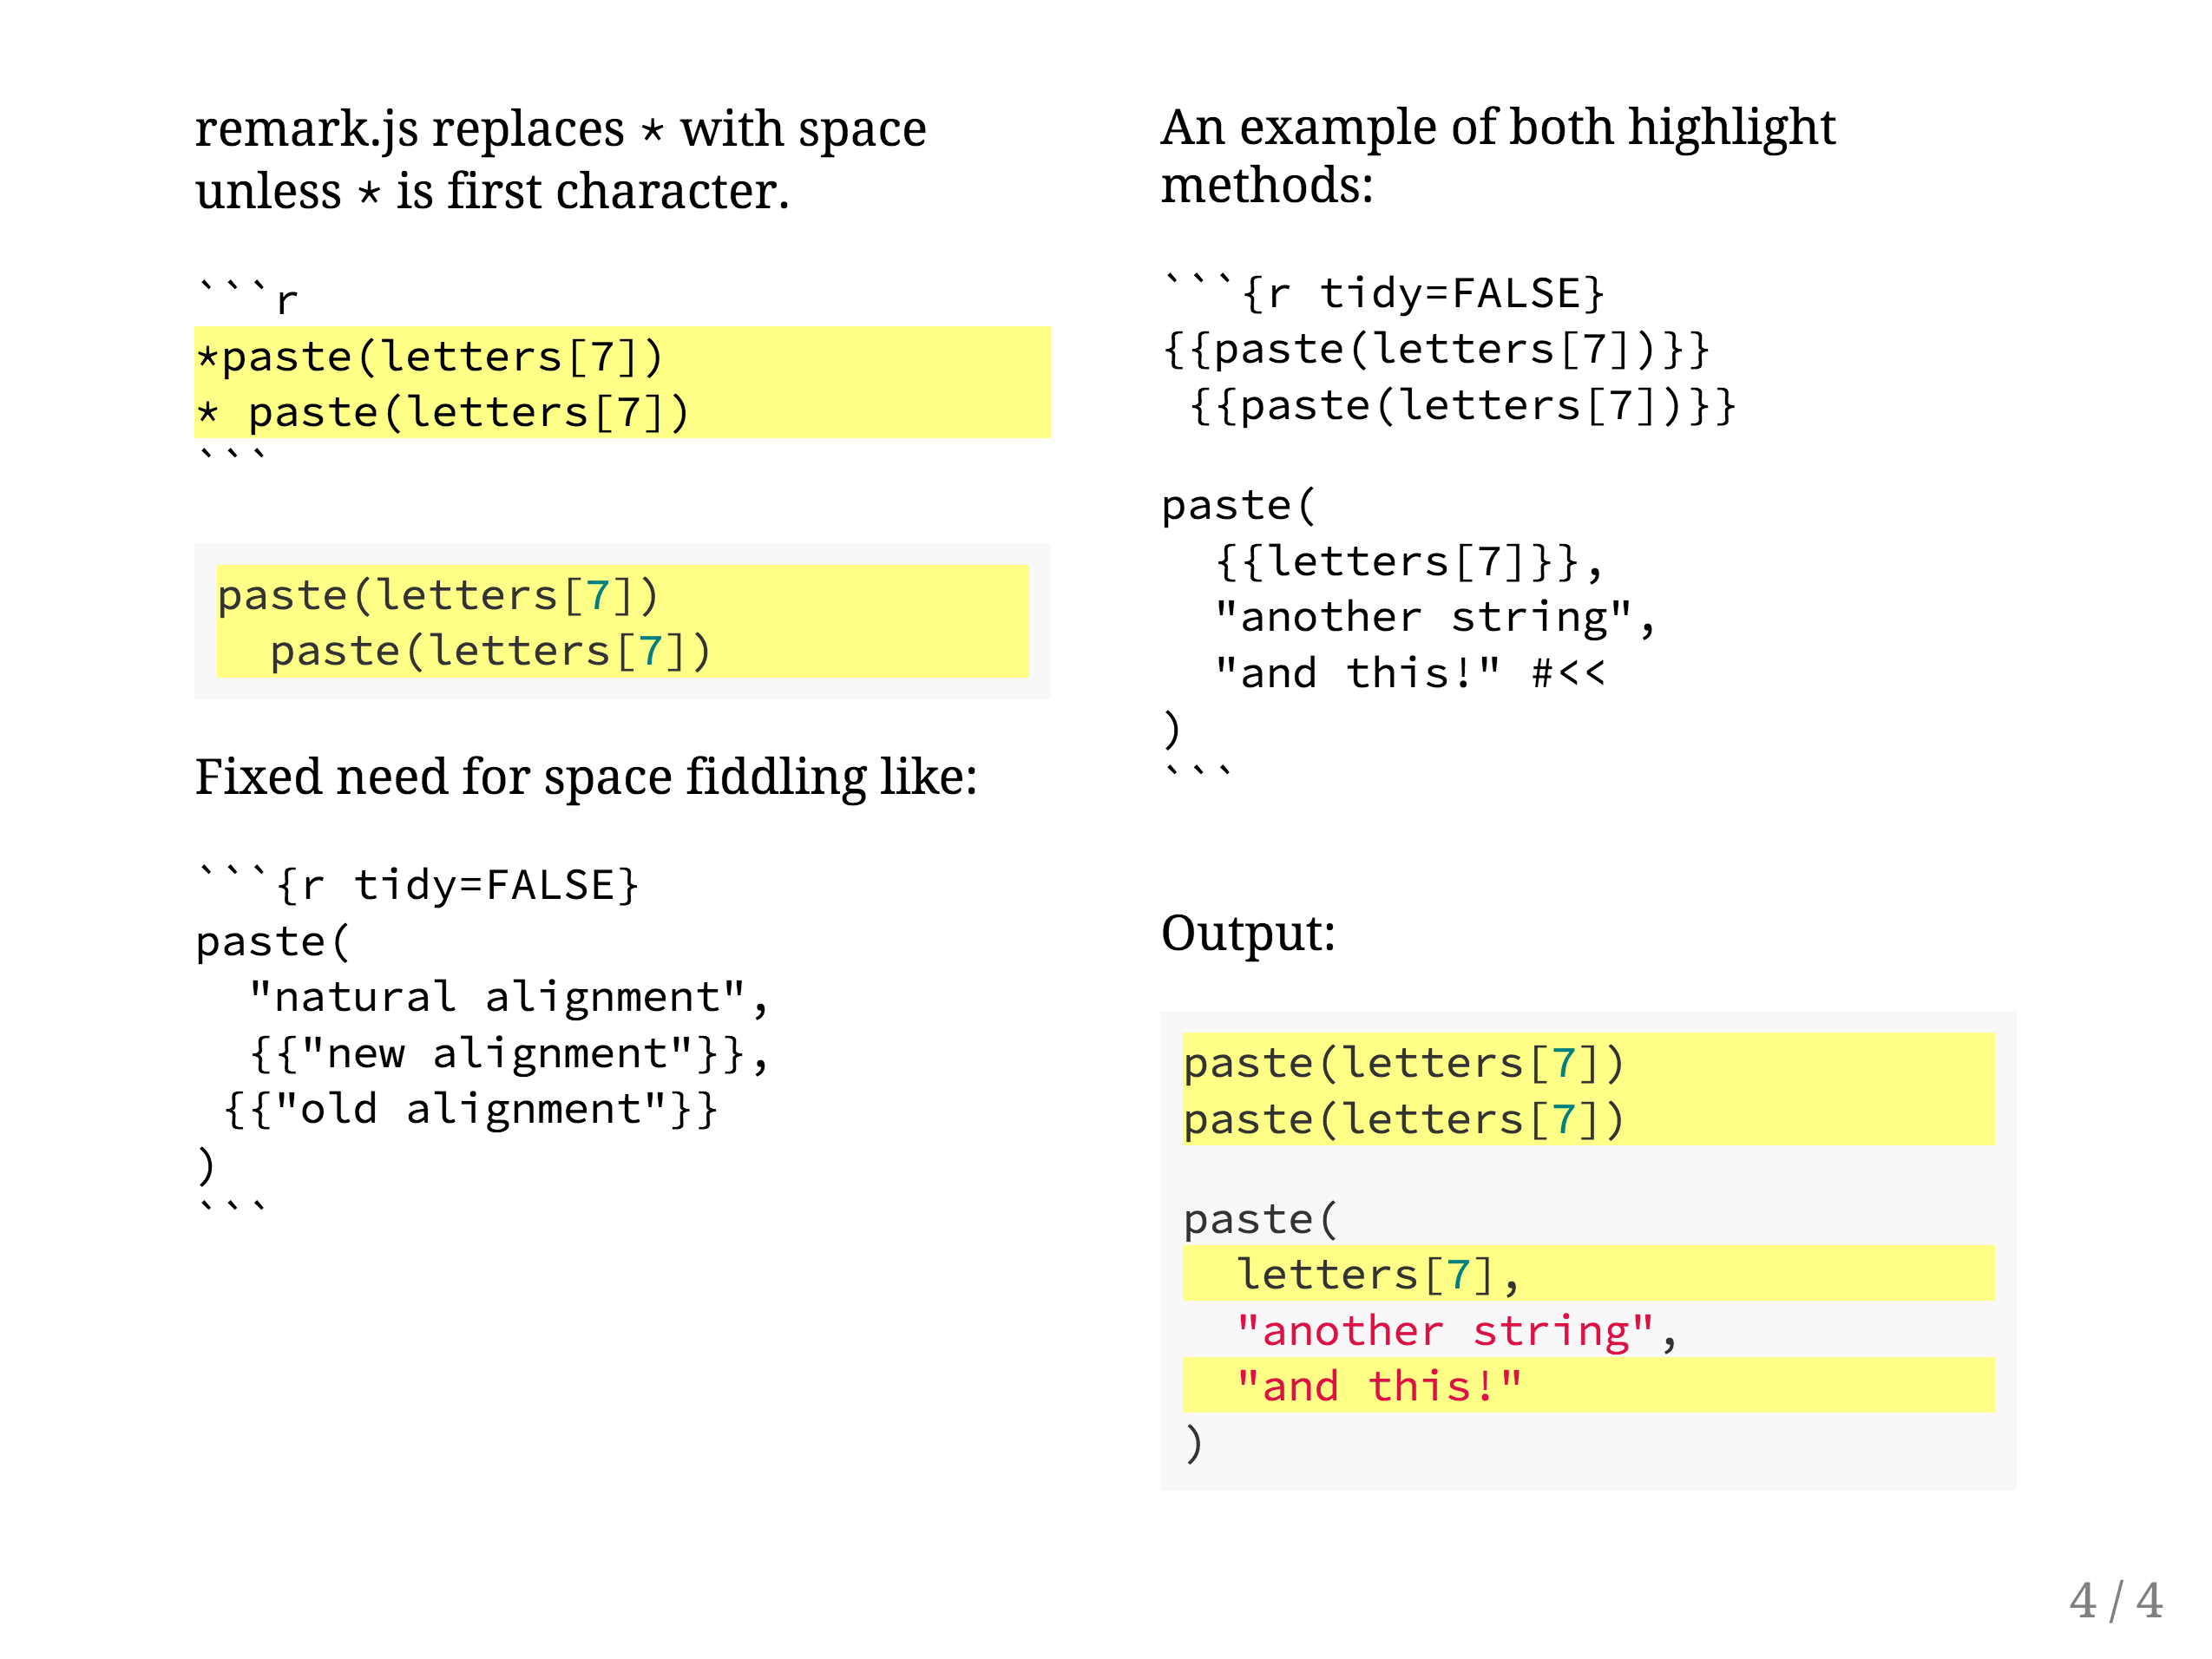 remark.js replaces * with space
unless * is first character.
```r
*paste(letters[7])
* paste(letters[7])
```
paste(letters[7])
  paste(letters[7])
Fixed need for space fiddling like:
```{r tidy=FALSE}
paste(
  "natural alignment",
  {{"new alignment"}},
 {{"old alignment"}}
)
```
An example of both highlight
methods:
```{r tidy=FALSE}
{{paste(letters[7])}}
 {{paste(letters[7])}}
paste(
  {{letters[7]}},
  "another string",
  "and this!" #<<
)
```
Output:
paste(letters[7])
paste(letters[7])
paste(
  letters[7],
  "another string",
  "and this!"
)
4 / 4